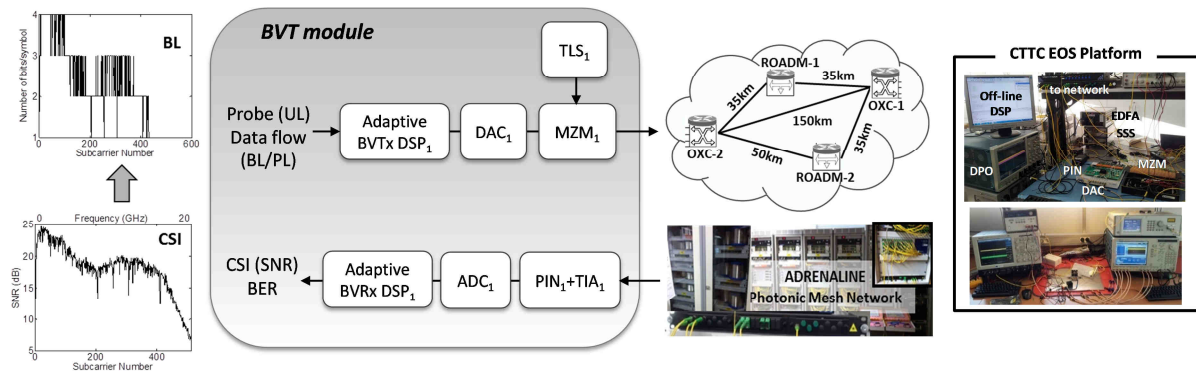 BL
Number of bits/symbol
4
3
2
1
0
200
400
600
Subcarrier Number
0
Frequency (GHz)
20
CSI
SNR (dB)
25
20
15
10
5
0
200
400
Subcarrier Number
BVT module
TLS1
Probe (UL)
Data flow
(BL/PL)
Adaptive
BVTx DSP1
DAC1
MZM1
CSI (SNR)
BER
Adaptive
BVRx DSP1
ADC1
PIN1+TIA1
ROADM-1
35km
35km
OXC-1
150km
OXC-2
35km
50km
ROADM-2
ADRENALINE
Photonic Mesh Network
CTTC EOS Platform
to network
Off-line
DSP
EDFA
SSS
DPO
PIN
MZM
DAC